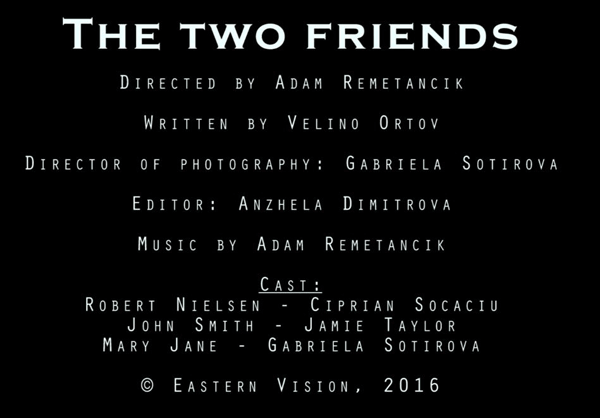 The two friends
Directed by Adam Remetancik
Written by Velino Ortov
Director of photography: Gabriela Sotirova
Editor: Anzhela Dimitrova
Music by Adam Remetancik
Cast:
Robert Nielsen - Ciprian Socaciu
John Smith - Jamie Taylor
Mary Jane - Gabriela Sotirova
© Eastern Vision, 2016